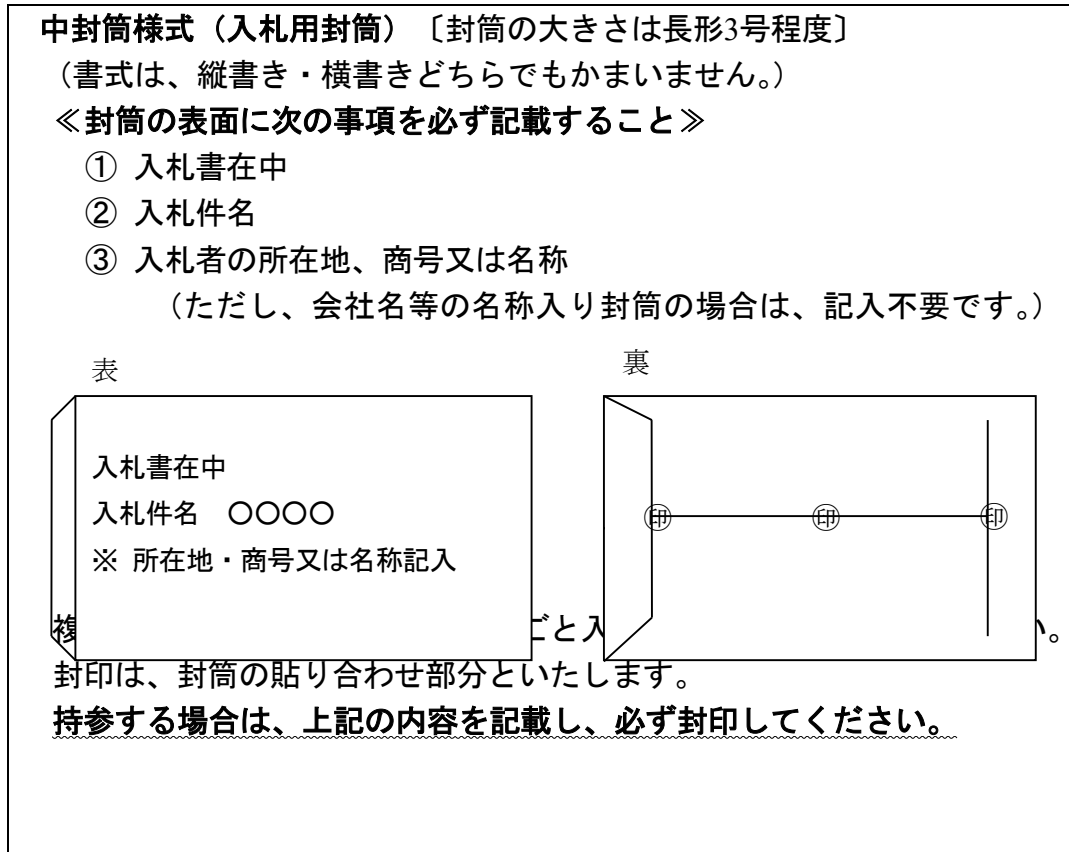 中封筒様式（入札用封筒）〔封筒の大きさは長形3号程度〕
（書式は、縦書き・横書きどちらでもかまいません。）
≪封筒の表面に次の事項を必ず記載すること≫
① 入札書在中
② 入札件名
③ 入札者の所在地、商号又は名称
（ただし、会社名等の名称入り封筒の場合は、記入不要です。）
表
裏
入札書在中
入札件名　〇〇〇〇
※ 所在地・商号又は名称記入
㊞ ㊞ ㊞
複 ごと入 い。
封印は、封筒の貼り合わせ部分といたします。
持参する場合は、上記の内容を記載し、必ず封印してください。